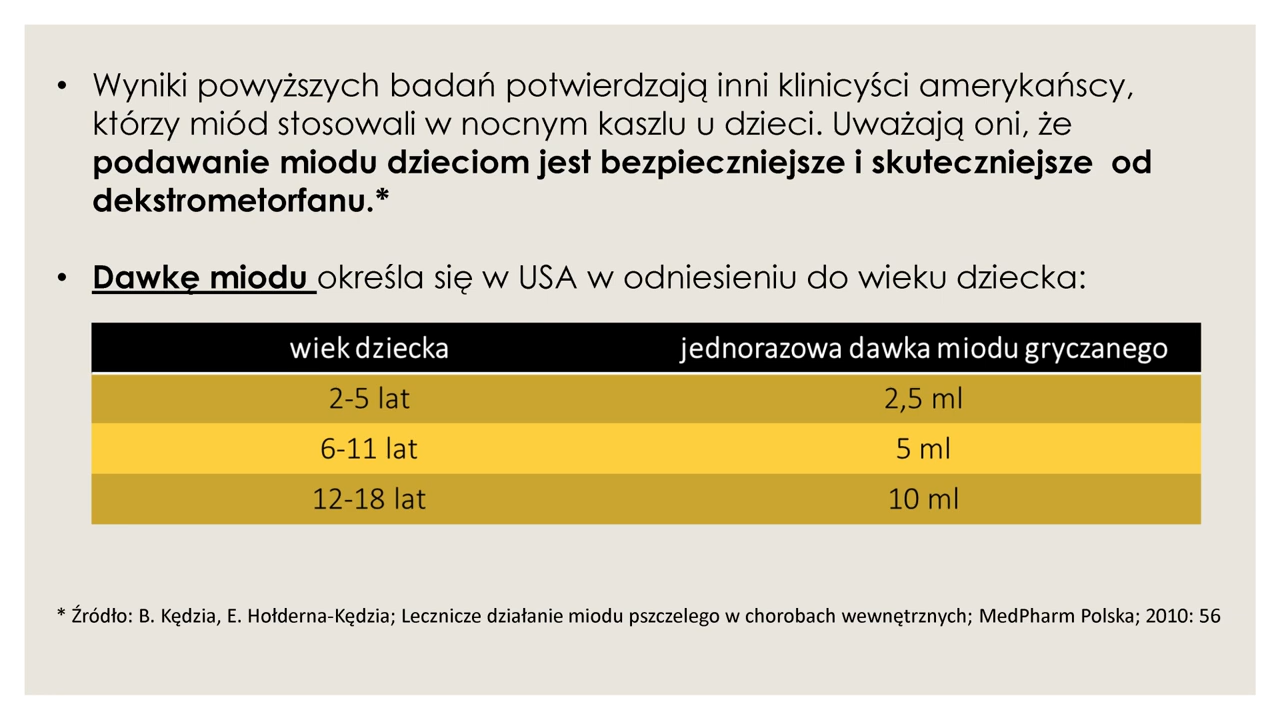 • Wyniki powyższych badań potwierdzają inni klinicyści amerykańscy,
którzy miód stosowali w nocnym kaszlu u dzieci. Uważają oni, że
podawanie miodu dzieciom jest bezpieczniejsze i skuteczniejsze od
dekstrometorfanu.*
• Dawkę miodu określa się w USA w odniesieniu do wieku dziecka:
wiek dziecka jednorazowa dawka miodu gryczanego
2-5 lat 2,5 ml
6-11 lat 5 ml
12-18 lat 10 ml
* Źródło: B. Kędzia, E. Hołderna-Kędzia; Lecznicze działanie miodu pszczelego w chorobach wewnętrznych; MedPharm Polska; 2010: 56